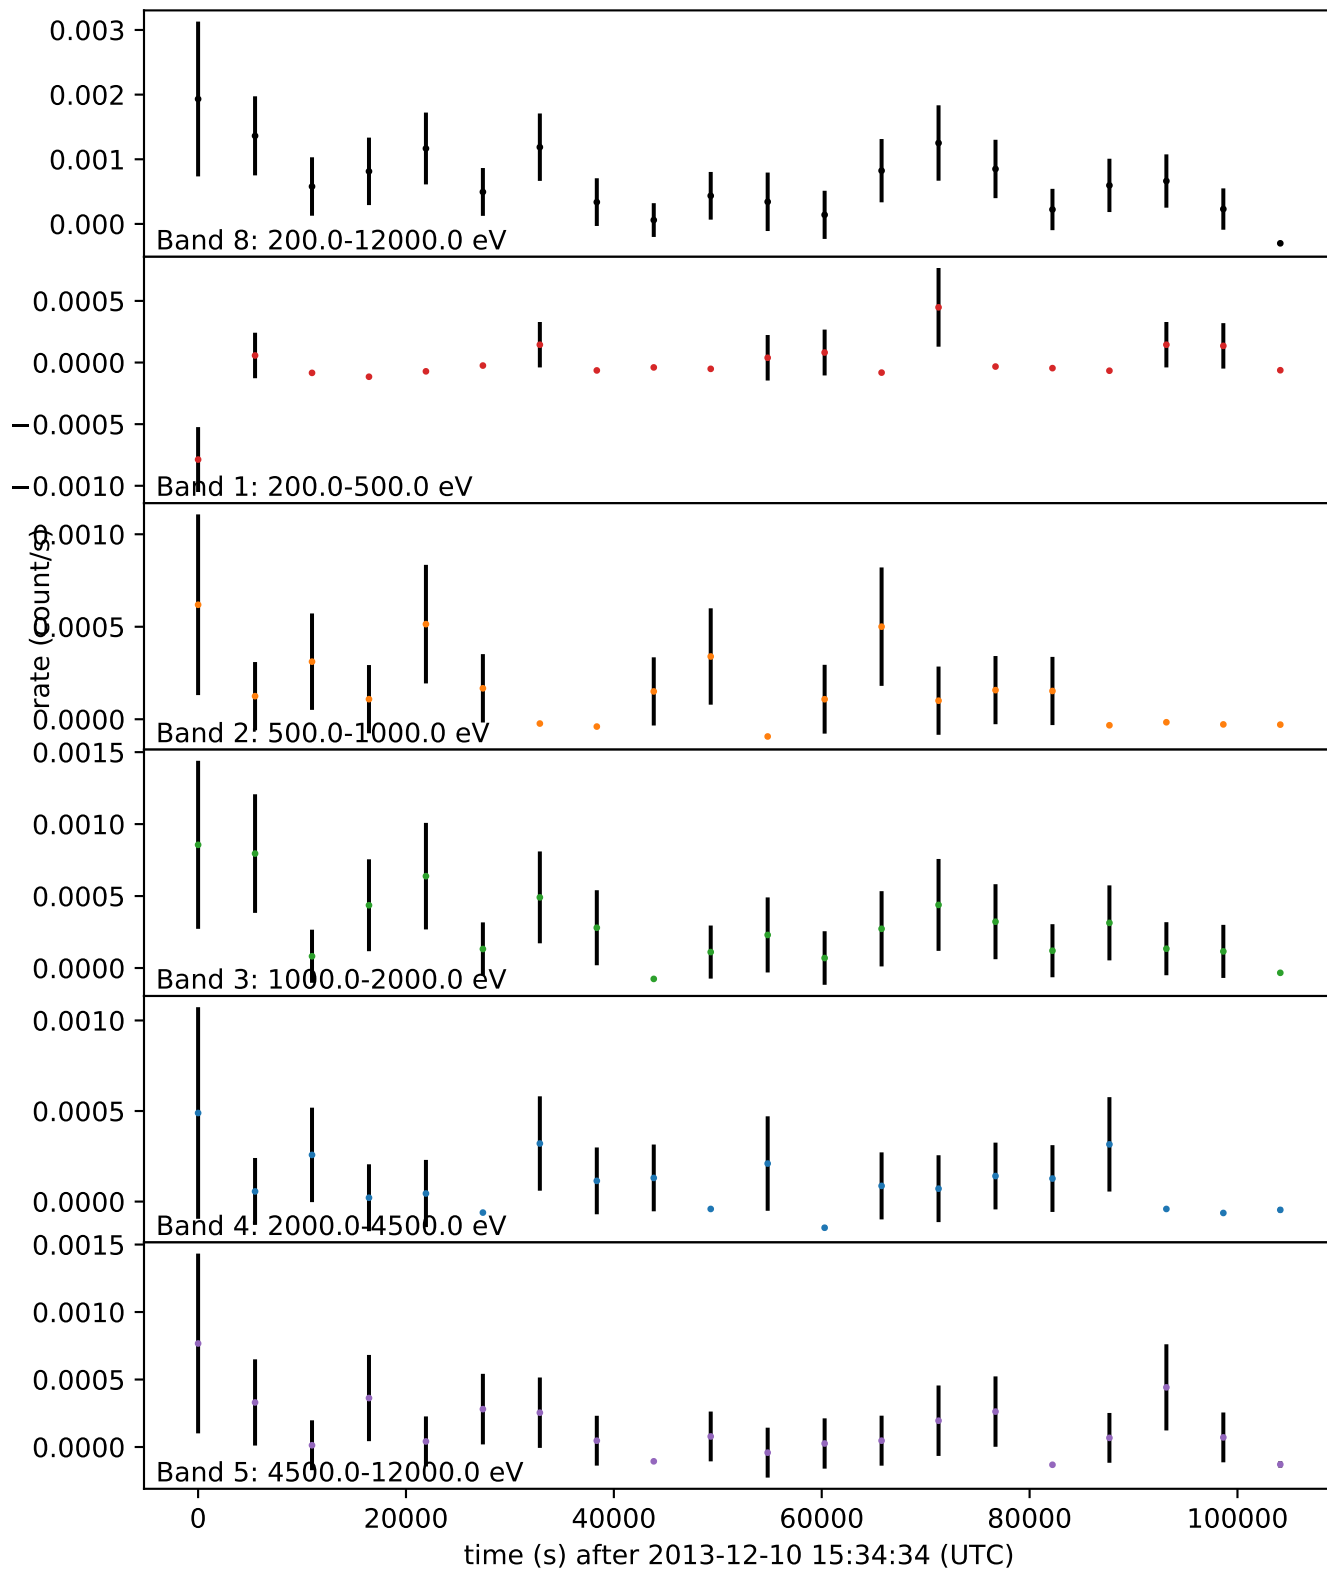 0.003
0.002
0.001
0.000
Band 8: 200.0-12000.0 eV
0.0005
0.0000
−0.0005
−0.0010
Band 1: 200.0-500.0 eV
rate (count/s)
0.0010
0.0005
0.0000
Band 2: 500.0-1000.0 eV
0.0015
0.0010
0.0005
0.0000
Band 3: 1000.0-2000.0 eV
0.0010
0.0005
0.0000
Band 4: 2000.0-4500.0 eV
0.0015
0.0010
0.0005
0.0000
Band 5: 4500.0-12000.0 eV
0 20000 40000 60000 80000 100000
time (s) after 2013-12-10 15:34:34 (UTC)